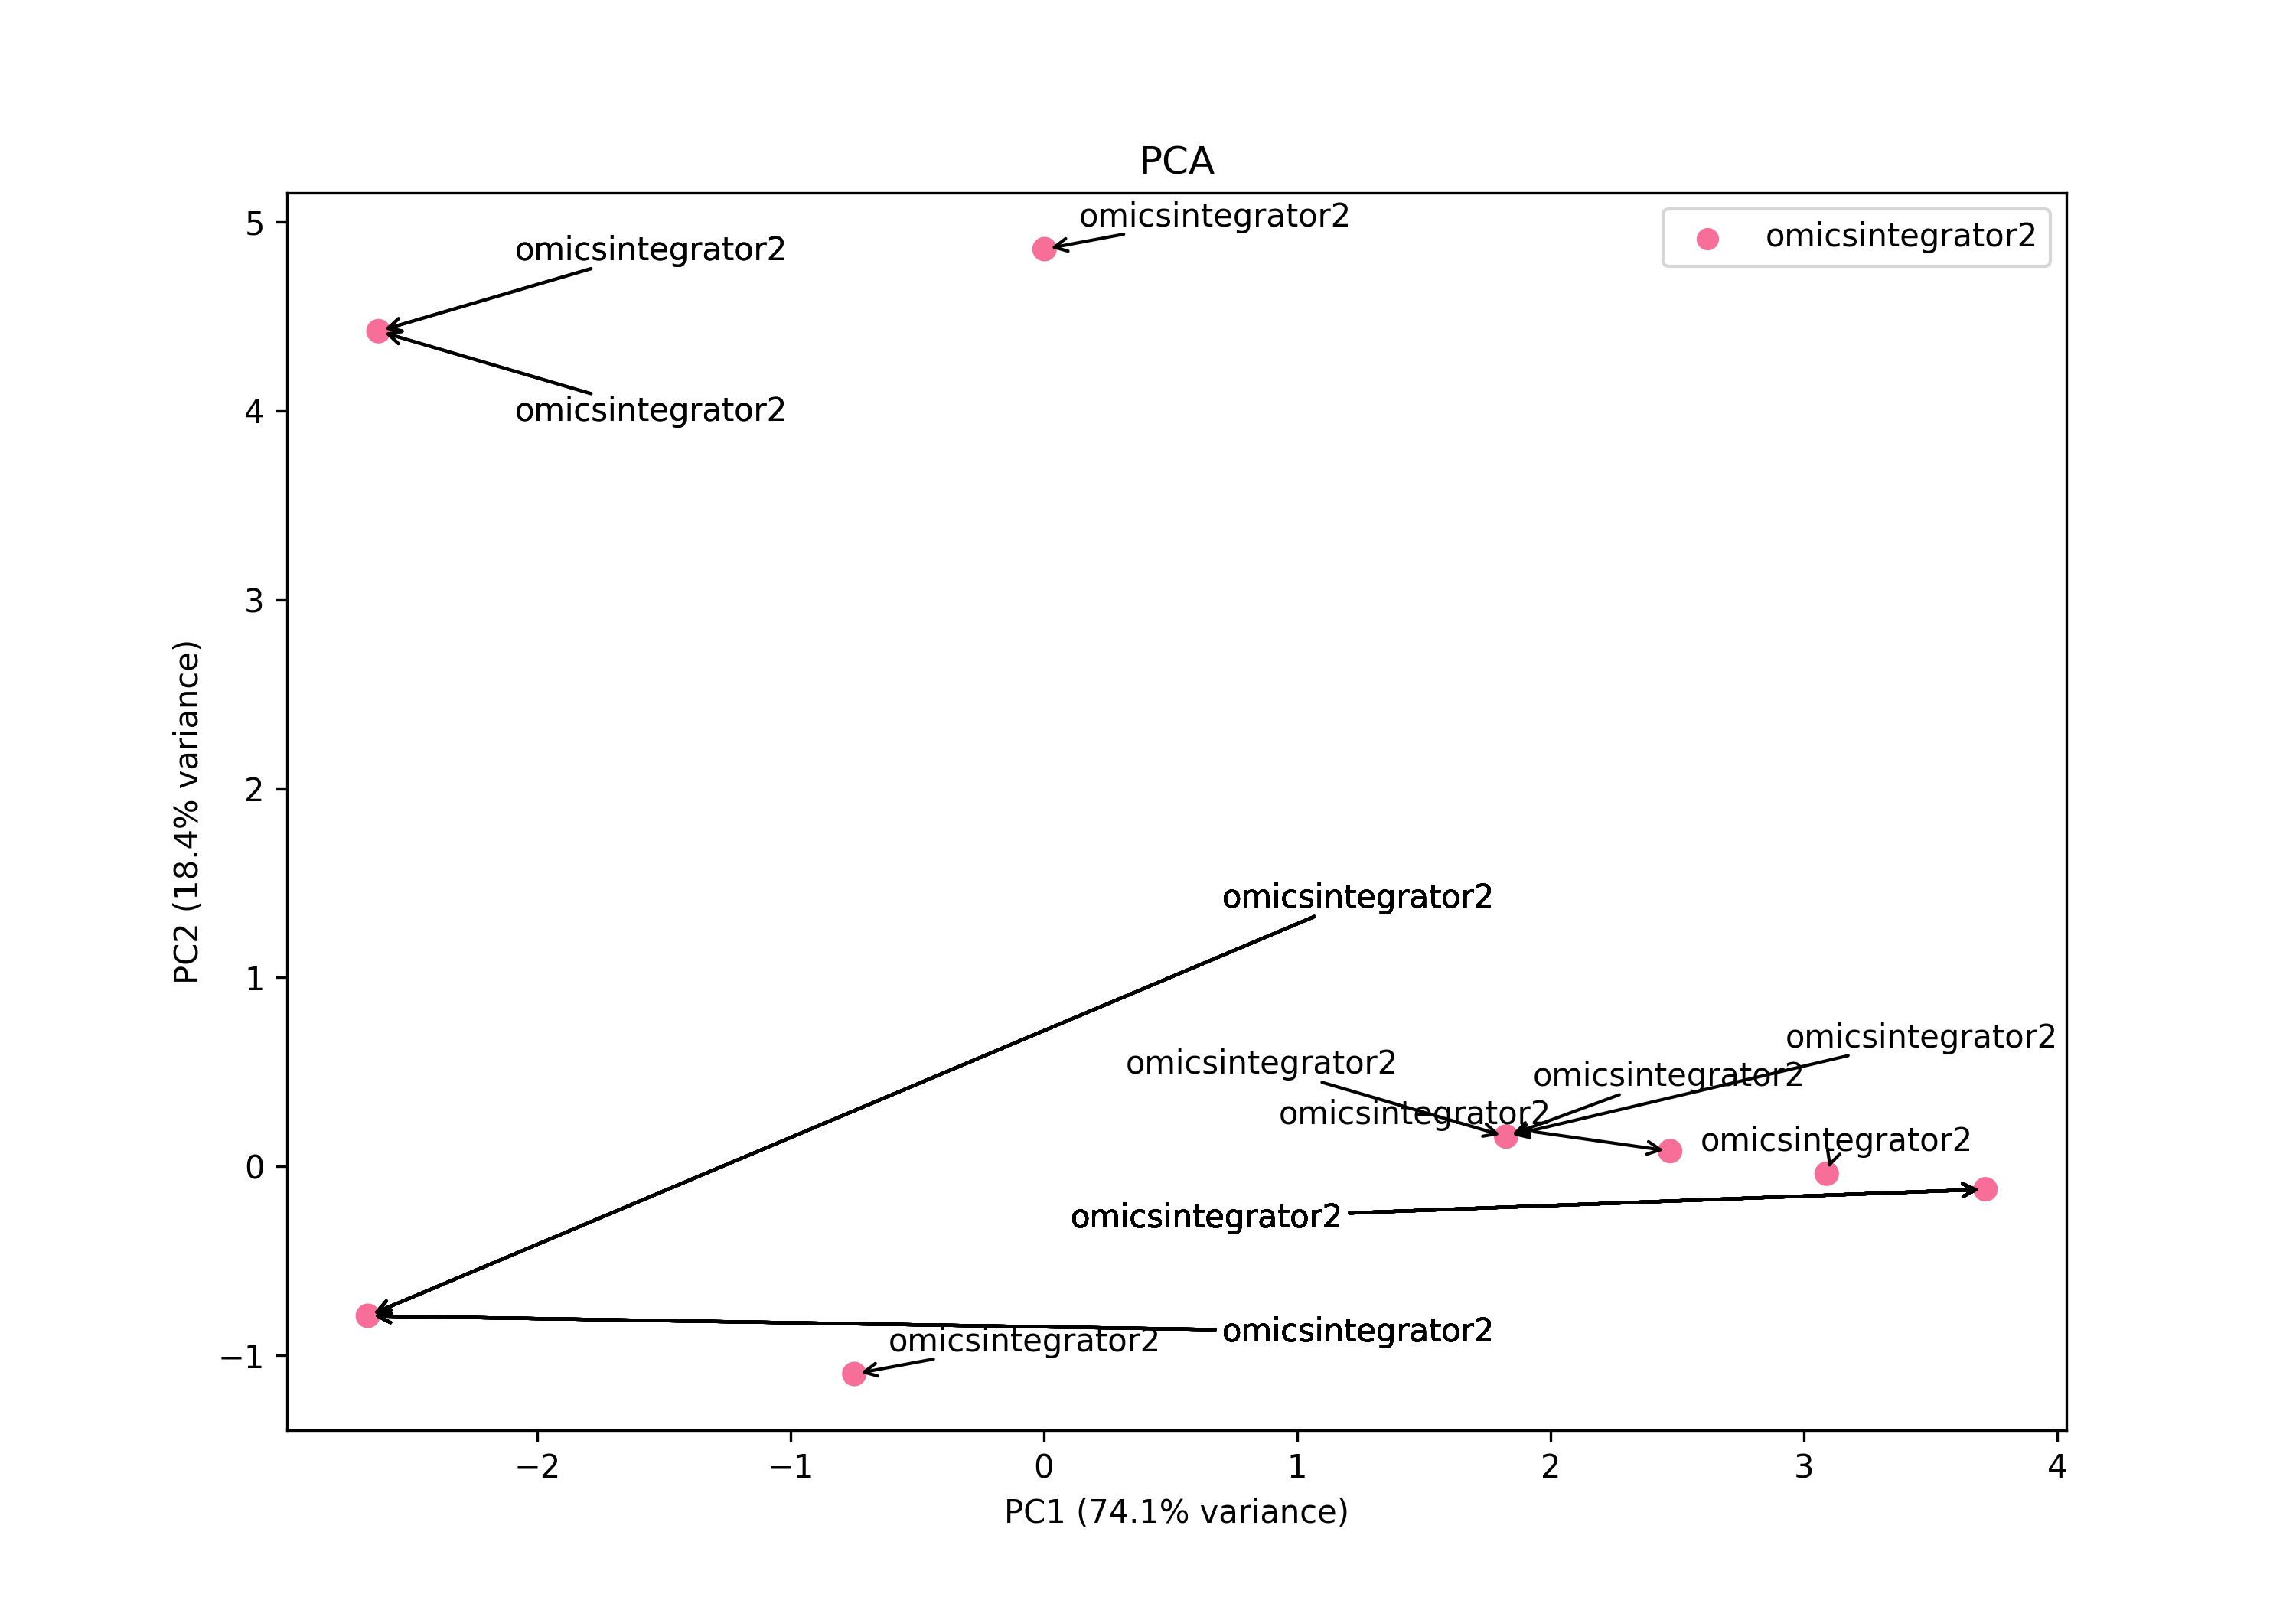 PCA
omicsintegrator2
omicsintegrator2
omicsintegrator2
omicsintegrator2
5
4
3
2
1
0
−1
PC2 (18.4% variance)
omicsintegrator2
omicsintegrator2
omicsintegrator2
omicsintegrator2
omicsintegrator2
omicsintegrator2
omicsintegrator2
omicsintegrator2
omicsintegrator2
−2
−1
0
1
2
3
4
PC1 (74.1% variance)